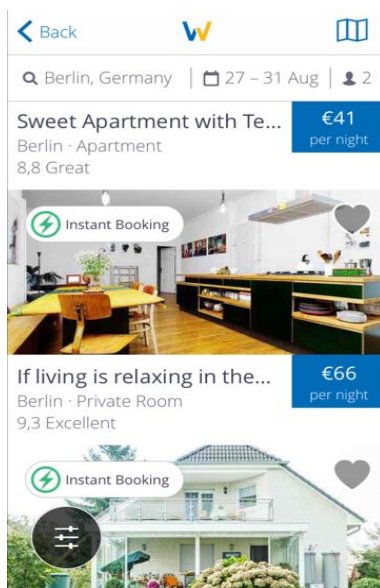 Back
Berlin, Germany
27 – 31 Aug
2
Sweet Apartment with Te...
€41
per night
Berlin · Apartment
8,8 Great
Instant Booking
If living is relaxing in the...
€66
per night
Berlin · Private Room
9,3 Excellent
Instant Booking